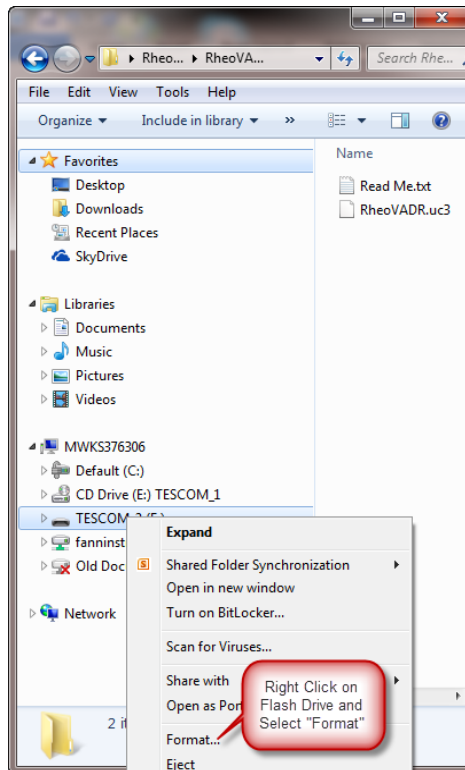 Rheo... RheoVA...
Search Rhe...
File Edit View Tools Help
Organize Include in library »
Name
Favorites
Desktop
Downloads
Recent Places
SkyDrive
Read Me.txt
RheoVADR.uc3
Libraries
Documents
Music
Pictures
Videos
MWKS376306
Default (C:)
CD Drive (E:) TESCOM_1
fanninst
Old Doc
Network
2
Expand
Shared Folder Synchronization
Open in new window
Turn on BitLocker...
Scan for Viruses...
Share with
Open as
Format...
Eject
Right Click on
Flash Drive and
Select "Format"